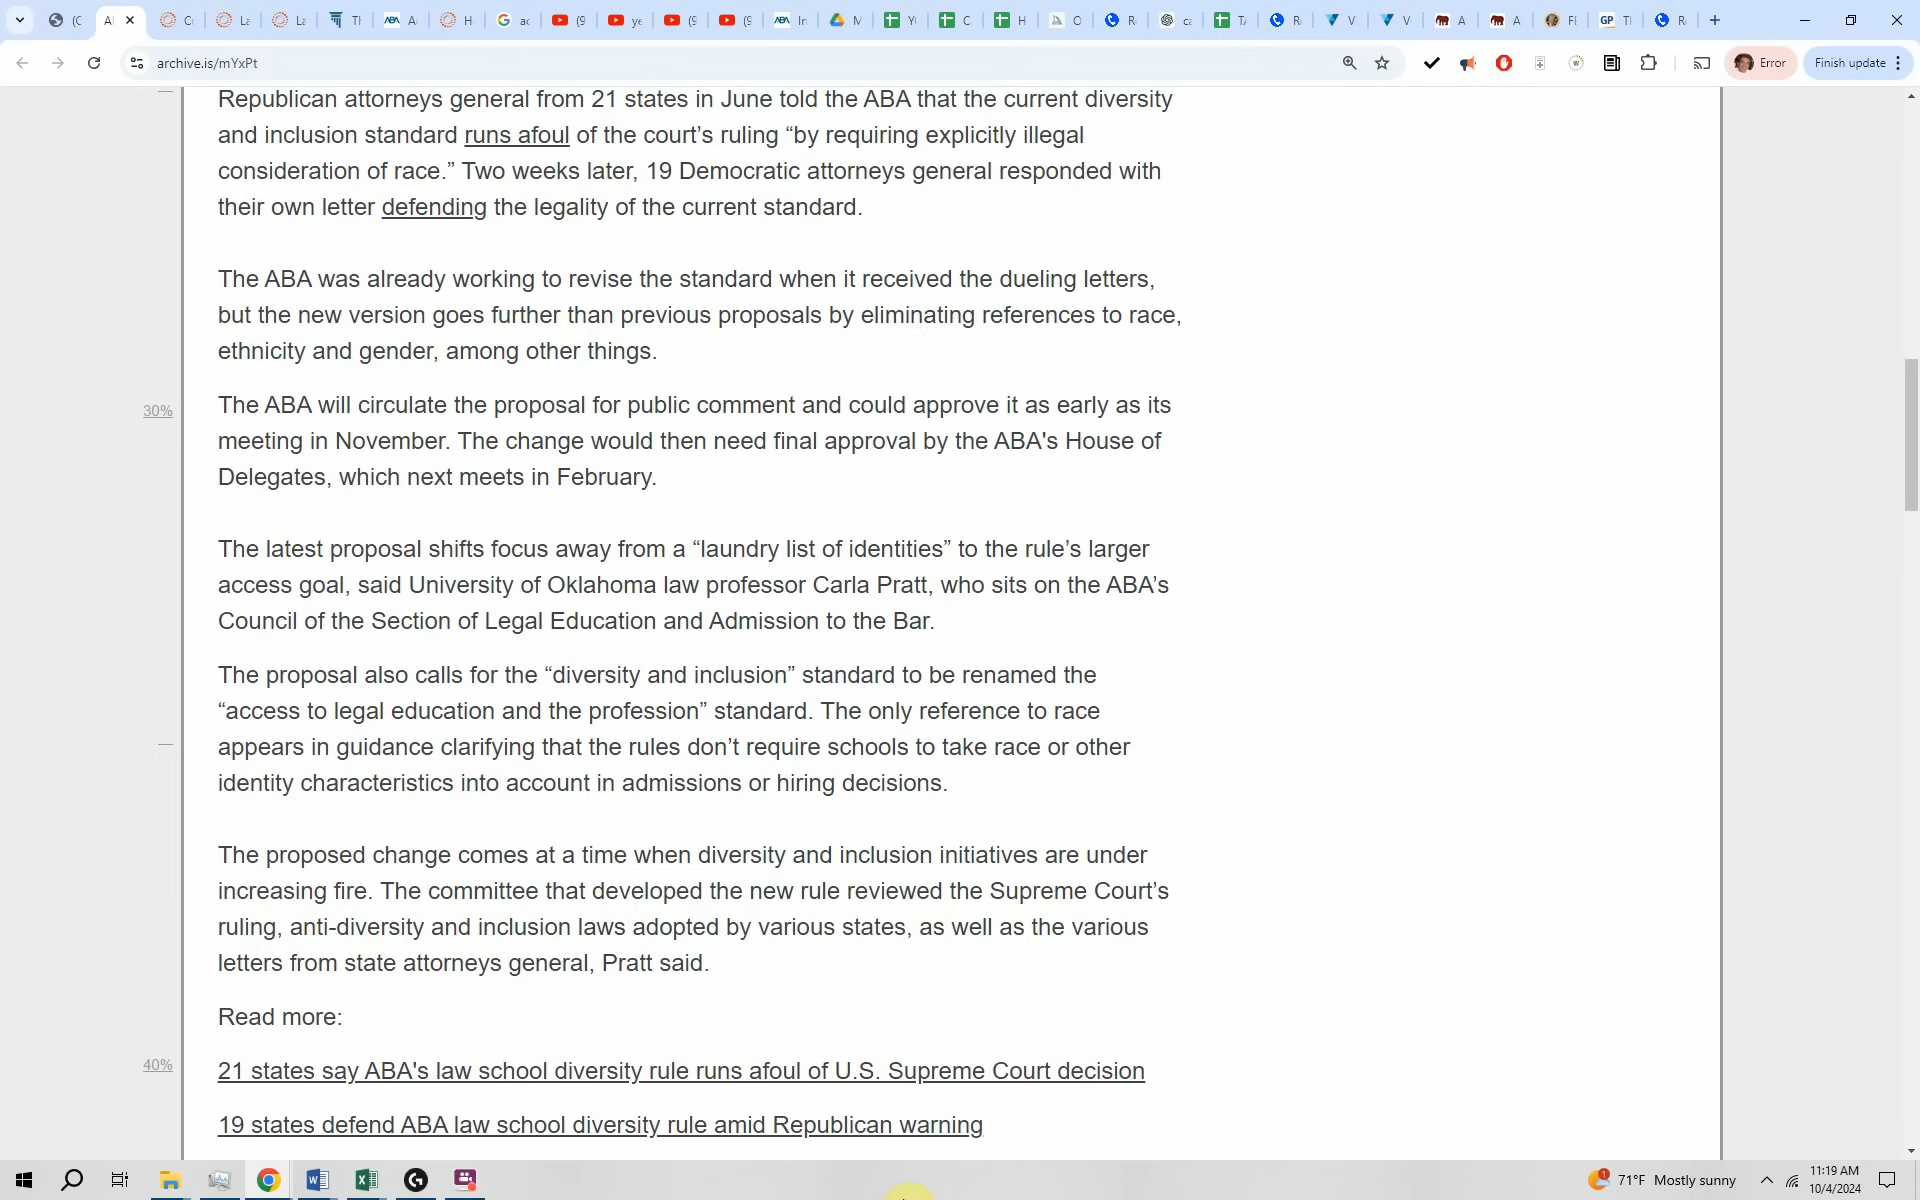 (C
A
C
La
La
Tl
A
H
ac
(9
ye
(9
(9
In
M
Y(
C
H
O
R
ca
TA
R
V
V
A
A
Fl
Tl
R
archive.is/mYxPt
Error
Finish update
Republican attorneys general from 21 states in June told the ABA that the current diversity
and inclusion standard runs afoul of the court’s ruling “by requiring explicitly illegal
consideration of race.” Two weeks later, 19 Democratic attorneys general responded with
their own letter defending the legality of the current standard.
The ABA was already working to revise the standard when it received the dueling letters,
but the new version goes further than previous proposals by eliminating references to race,
ethnicity and gender, among other things.
30%
The ABA will circulate the proposal for public comment and could approve it as early as its
meeting in November. The change would then need final approval by the ABA's House of
Delegates, which next meets in February.
The latest proposal shifts focus away from a “laundry list of identities” to the rule’s larger
access goal, said University of Oklahoma law professor Carla Pratt, who sits on the ABA’s
Council of the Section of Legal Education and Admission to the Bar.
The proposal also calls for the “diversity and inclusion” standard to be renamed the
“access to legal education and the profession” standard. The only reference to race
appears in guidance clarifying that the rules don’t require schools to take race or other
identity characteristics into account in admissions or hiring decisions.
The proposed change comes at a time when diversity and inclusion initiatives are under
increasing fire. The committee that developed the new rule reviewed the Supreme Court’s
ruling, anti-diversity and inclusion laws adopted by various states, as well as the various
letters from state attorneys general, Pratt said.
Read more:
40%
21 states say ABA's law school diversity rule runs afoul of U.S. Supreme Court decision
19 states defend ABA law school diversity rule amid Republican warning
71°F Mostly sunny
11:19 AM
10/4/2024